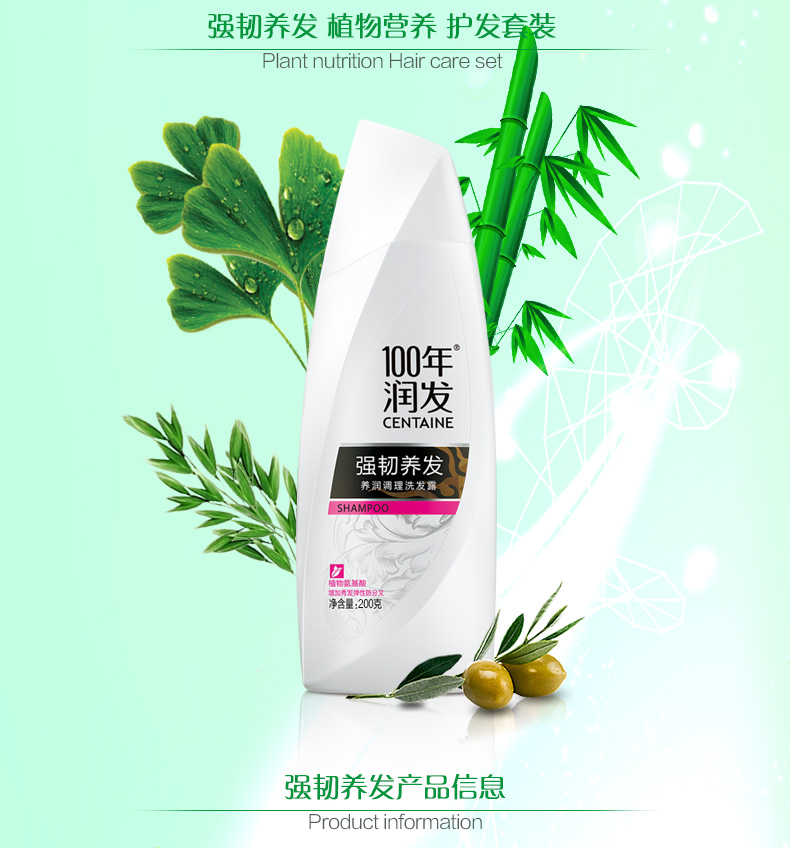 强韧养发 植物营养 护发套装
Plant nutrition Hair care set
100年®
润发
CENTAINE
强韧养发
养润调理洗发露
SHAMPOO
植物氨基酸
增加秀发弹性防分叉
净含量:200克
强韧养发产品信息
Product information